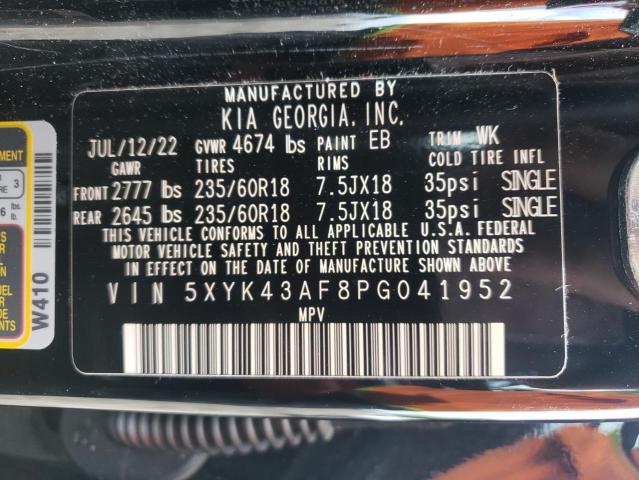 MANUFACTURED BY
KIA GEORGIA, INC.
JUL/12/22 GVWR 4674 lbs PAINT EB TRIM WK
GAWR TIRES RIMS COLD TIRE INFL
FRONT 2777 lbs 235/60R18 7.5JX18 35psi SINGLE
REAR 2645 lbs 235/60R18 7.5JX18 35psi SINGLE
THIS VEHICLE CONFORMS TO ALL APPLICABLE U.S.A. FEDERAL
MOTOR VEHICLE SAFETY AND THEFT PREVENTION STANDARDS
IN EFFECT ON THE DATE OF MANUFACTURE SHOWN ABOVE
VIN 5XYK43AF8PG041952
MPV
W410
3